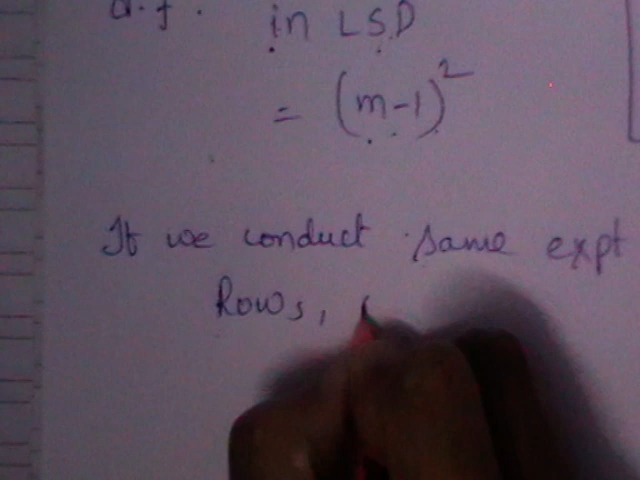 d.f. in LSD
= (m-1)²
If we conduct same expt
Rows,